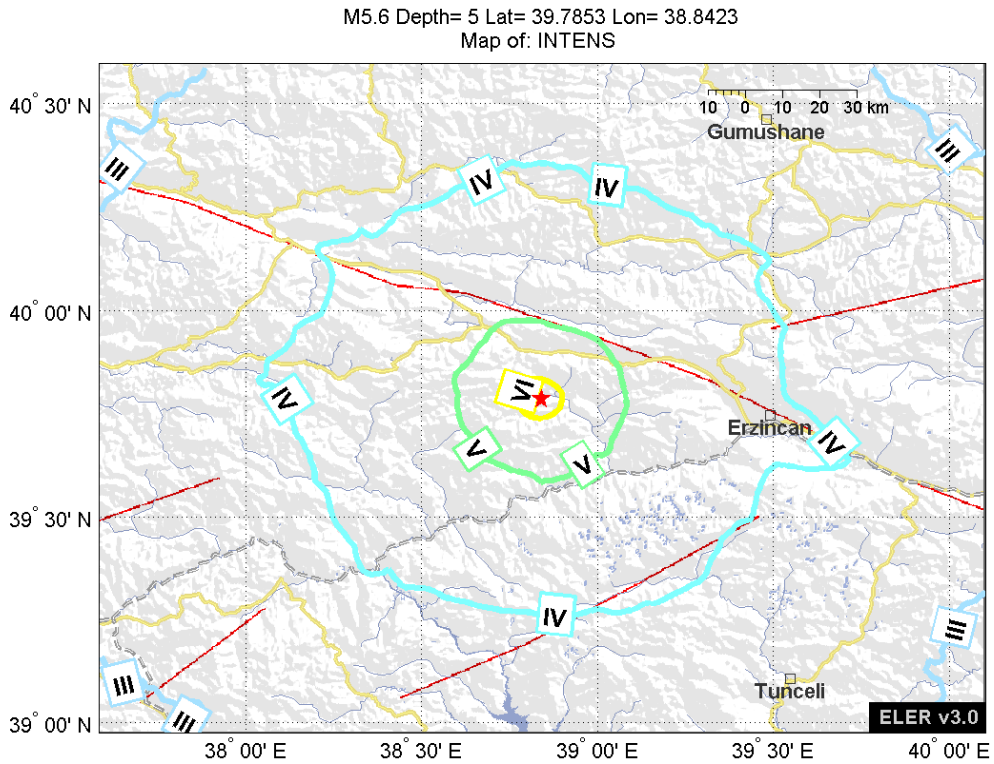 M5.6 Depth= 5 Lat= 39.7853 Lon= 38.8423
Map of: INTENS
40° 30' N
10 0 10 20 30 km
Gumushane
III
III
IV
IV
40° 00' N
VI
IV
Erzincan
V
V
IV
39° 30' N
IV
III
III
III
Tunceli
39° 00' N
ELER v3.0
38° 00' E
38° 30' E
39° 00' E
39° 30' E
40° 00' E